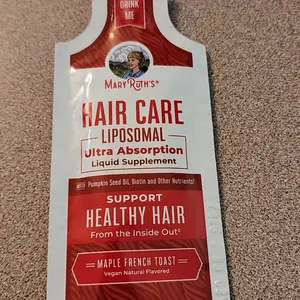 DRINK
ME
MARY RUTH'S®
HAIR CARE
LIPOSOMAL
Ultra Absorption
Liquid Supplement
with Pumpkin Seed Oil, Biotin and Other Nutrients!
SUPPORT
HEALTHY HAIR
From the Inside Out‡
MAPLE FRENCH TOAST
Vegan Natural Flavored